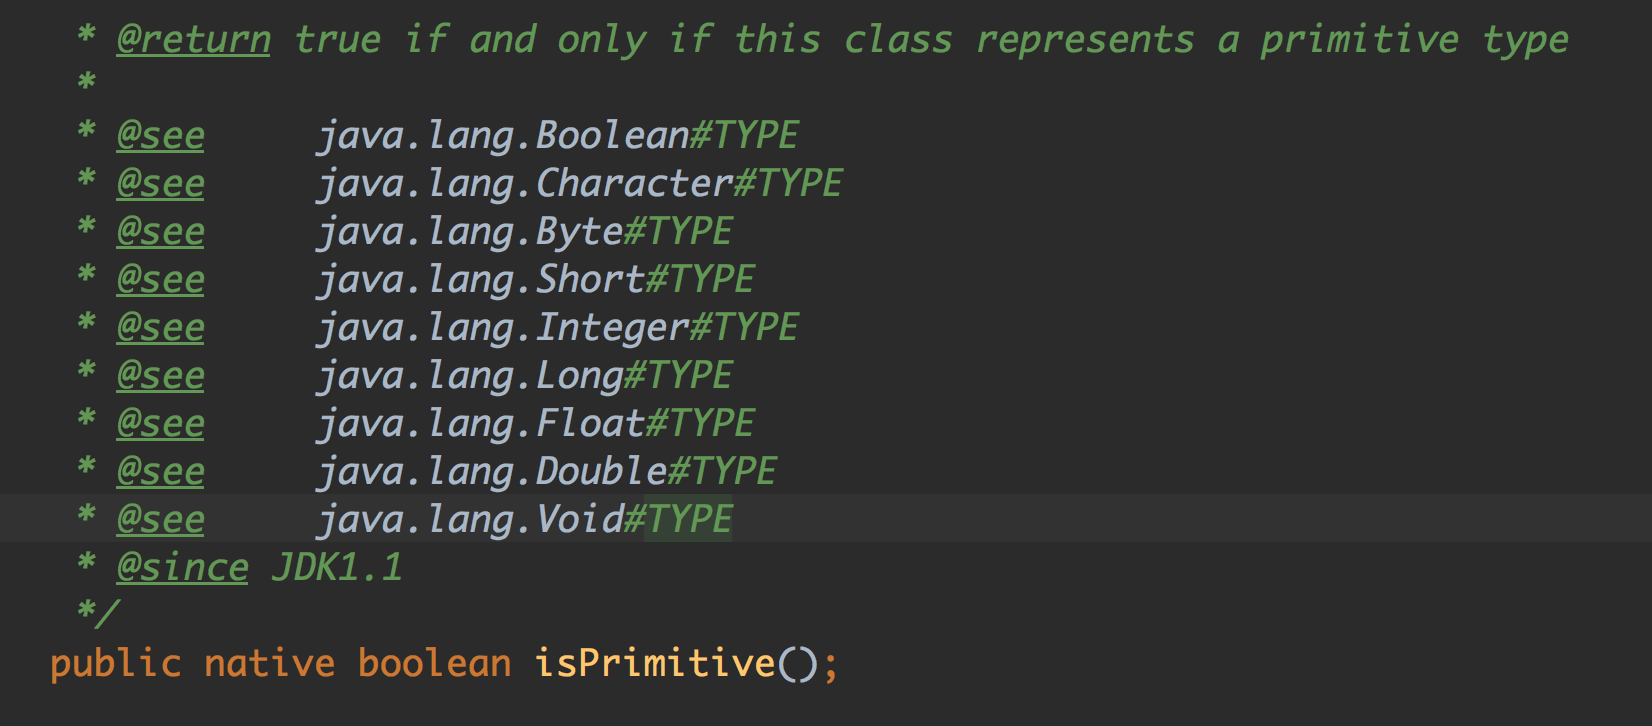 * @return true if and only if this class represents a primitive type
*
* @see     java.lang.Boolean#TYPE
* @see     java.lang.Character#TYPE
* @see     java.lang.Byte#TYPE
* @see     java.lang.Short#TYPE
* @see     java.lang.Integer#TYPE
* @see     java.lang.Long#TYPE
* @see     java.lang.Float#TYPE
* @see     java.lang.Double#TYPE
* @see     java.lang.Void#TYPE
* @since JDK1.1
*/
public native boolean isPrimitive();